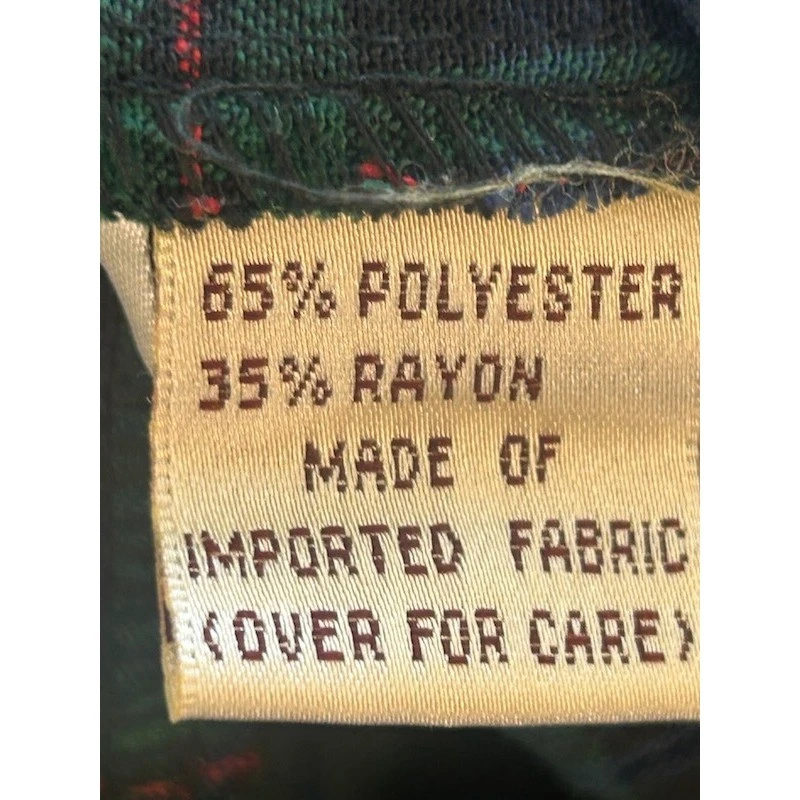 65% POLYESTER
35% RAYON
MADE OF
IMPORTED FABRIC
(OVER FOR CARE)